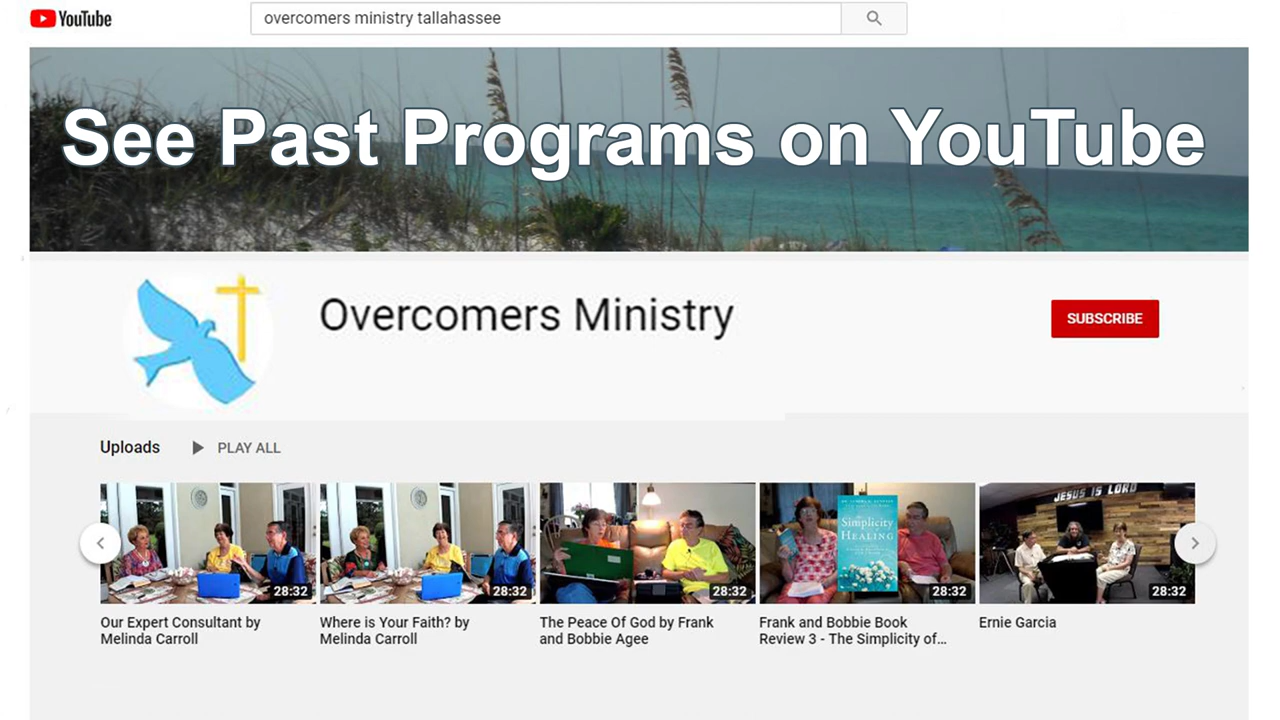 YouTube
overcomers ministry tallahassee
See Past Programs on YouTube
Overcomers Ministry
SUBSCRIBE
Uploads
PLAY ALL
JESUS IS LORD
Simplicity
HEALING
28:32
28:32
28:32
28:32
28:32
Our Expert Consultant by
Melinda Carroll
Where is Your Faith? by
Melinda Carroll
The Peace Of God by Frank
and Bobbie Agee
Frank and Bobbie Book
Review 3 - The Simplicity of...
Ernie Garcia